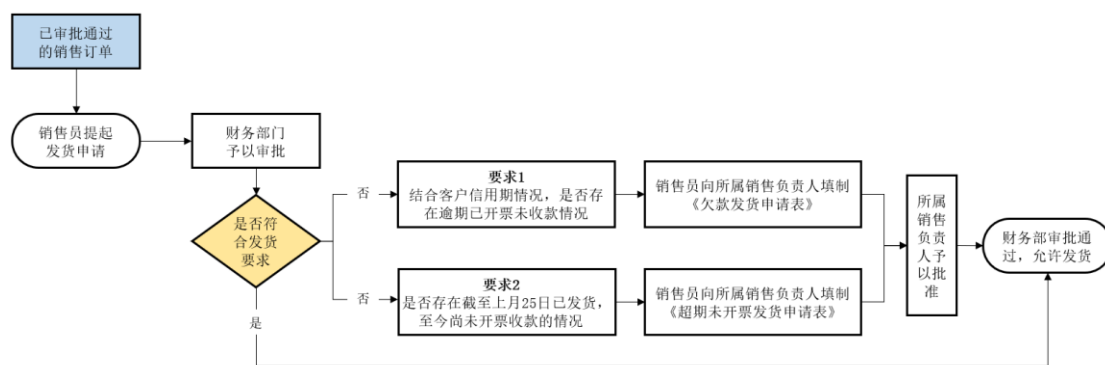 已审批通过
的销售订单
销售员提起
发货申请
财务部门
予以审批
是否符
合发货
要求
否
要求1
结合客户信用期情况，是否存
在逾期已开票未收款情况
销售员向所属销售负责人填制
《欠款发货申请表》
否
要求2
是否存在截至上月25日已发货，
至今尚未开票收款的情况
销售员向所属销售负责人填制
《超期未开票发货申请表》
所属
销售
负责
人予
以批
准
财务部审批通
过，允许发货
是